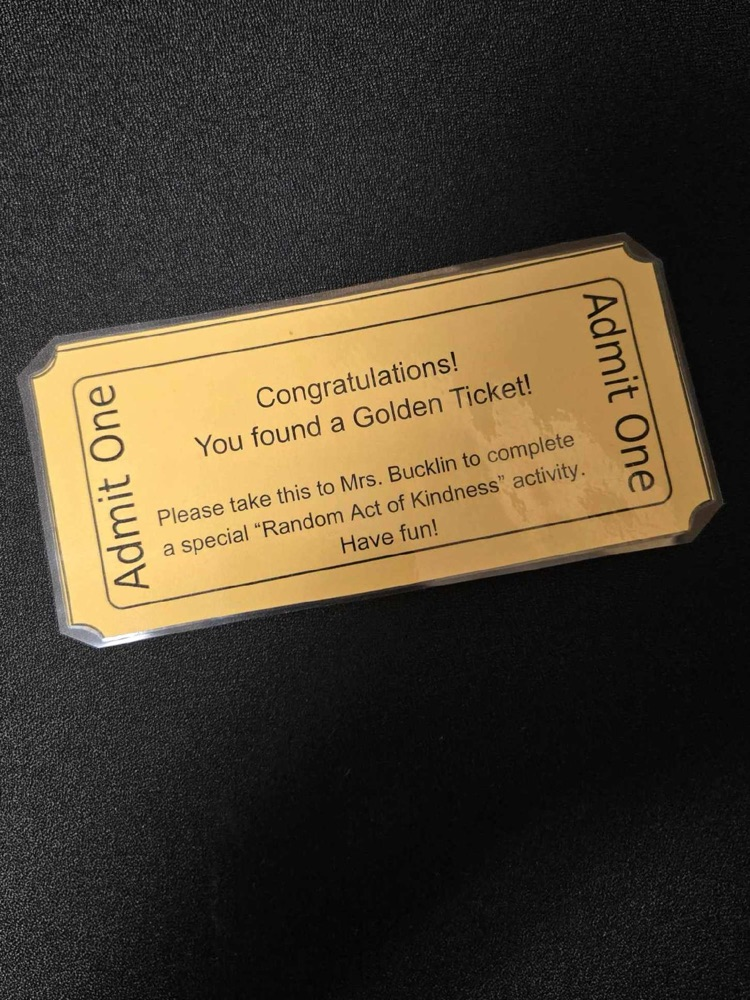 Admit One
Congratulations!
You found a Golden Ticket!
Please take this to Mrs. Bucklin to complete
a special “Random Act of Kindness” activity.
Have fun!
Admit One